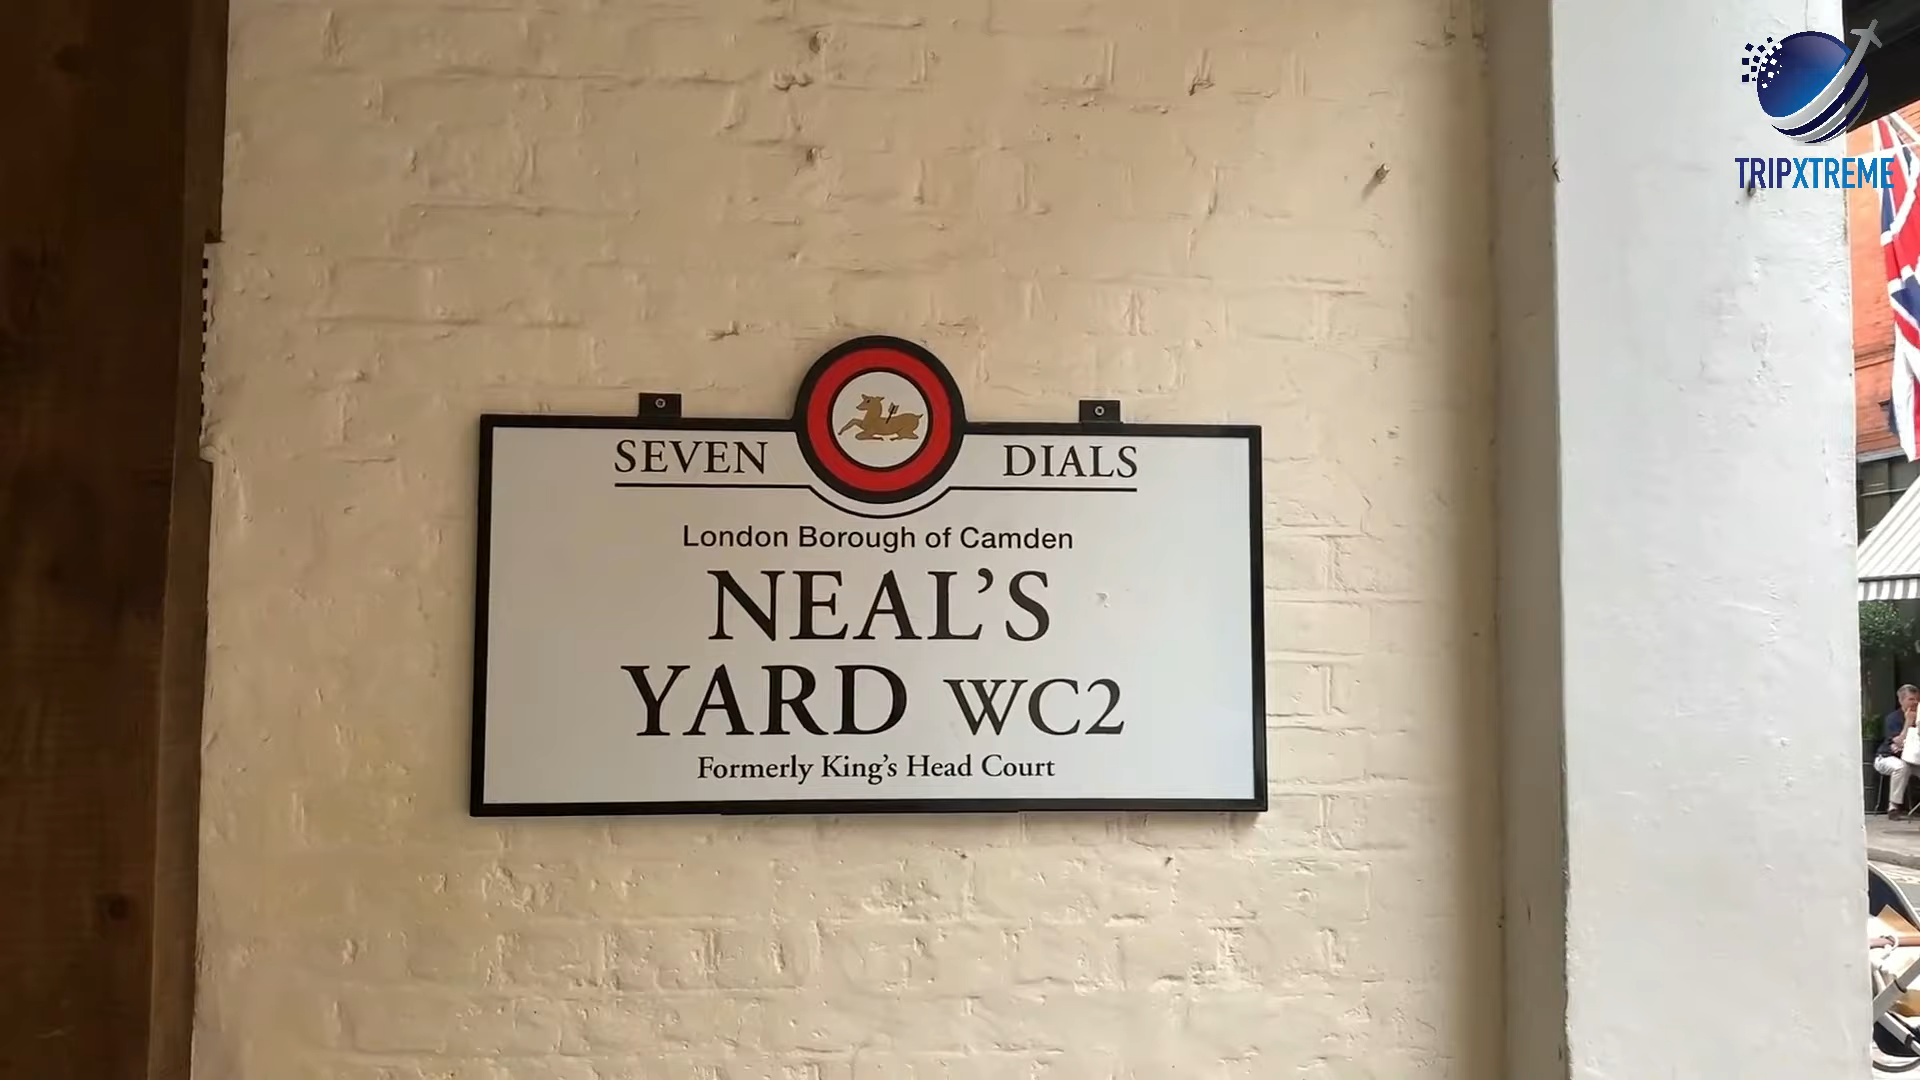 TRIPXTREME
SEVEN DIALS
London Borough of Camden
NEAL'S
YARD WC2
Formerly King's Head Court